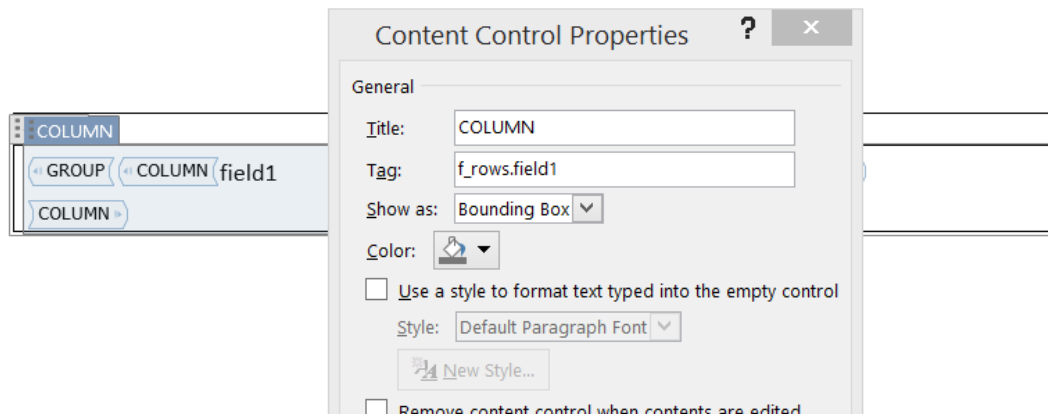 Content Control Properties ?
General
Title: COLUMN
Tag: f_rows.field1
Show as: Bounding Box
Color:
Use a style to format text typed into the empty control
Style: Default Paragraph Font
New Style...
Remove content control when contents are edited
COLUMN
GROUP COLUMN field1
COLUMN